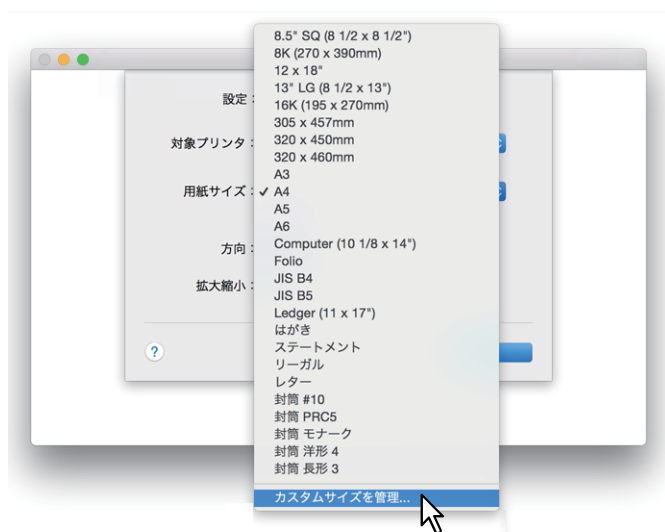 設定：
対象プリンタ：
用紙サイズ：
方向：
拡大縮小：
?
8.5" SQ (8 1/2 x 8 1/2")
8K (270 x 390mm)
12 x 18"
13" LG (8 1/2 x 13")
16K (195 x 270mm)
305 x 457mm
320 x 450mm
320 x 460mm
A3
✓ A4
A5
A6
Computer (10 1/8 x 14")
Folio
JIS B4
JIS B5
Ledger (11 x 17")
はがき
ステートメント
リーガル
レター
封筒 #10
封筒 PRC5
封筒 モナーク
封筒 洋形 4
封筒 長形 3
カスタムサイズを管理...